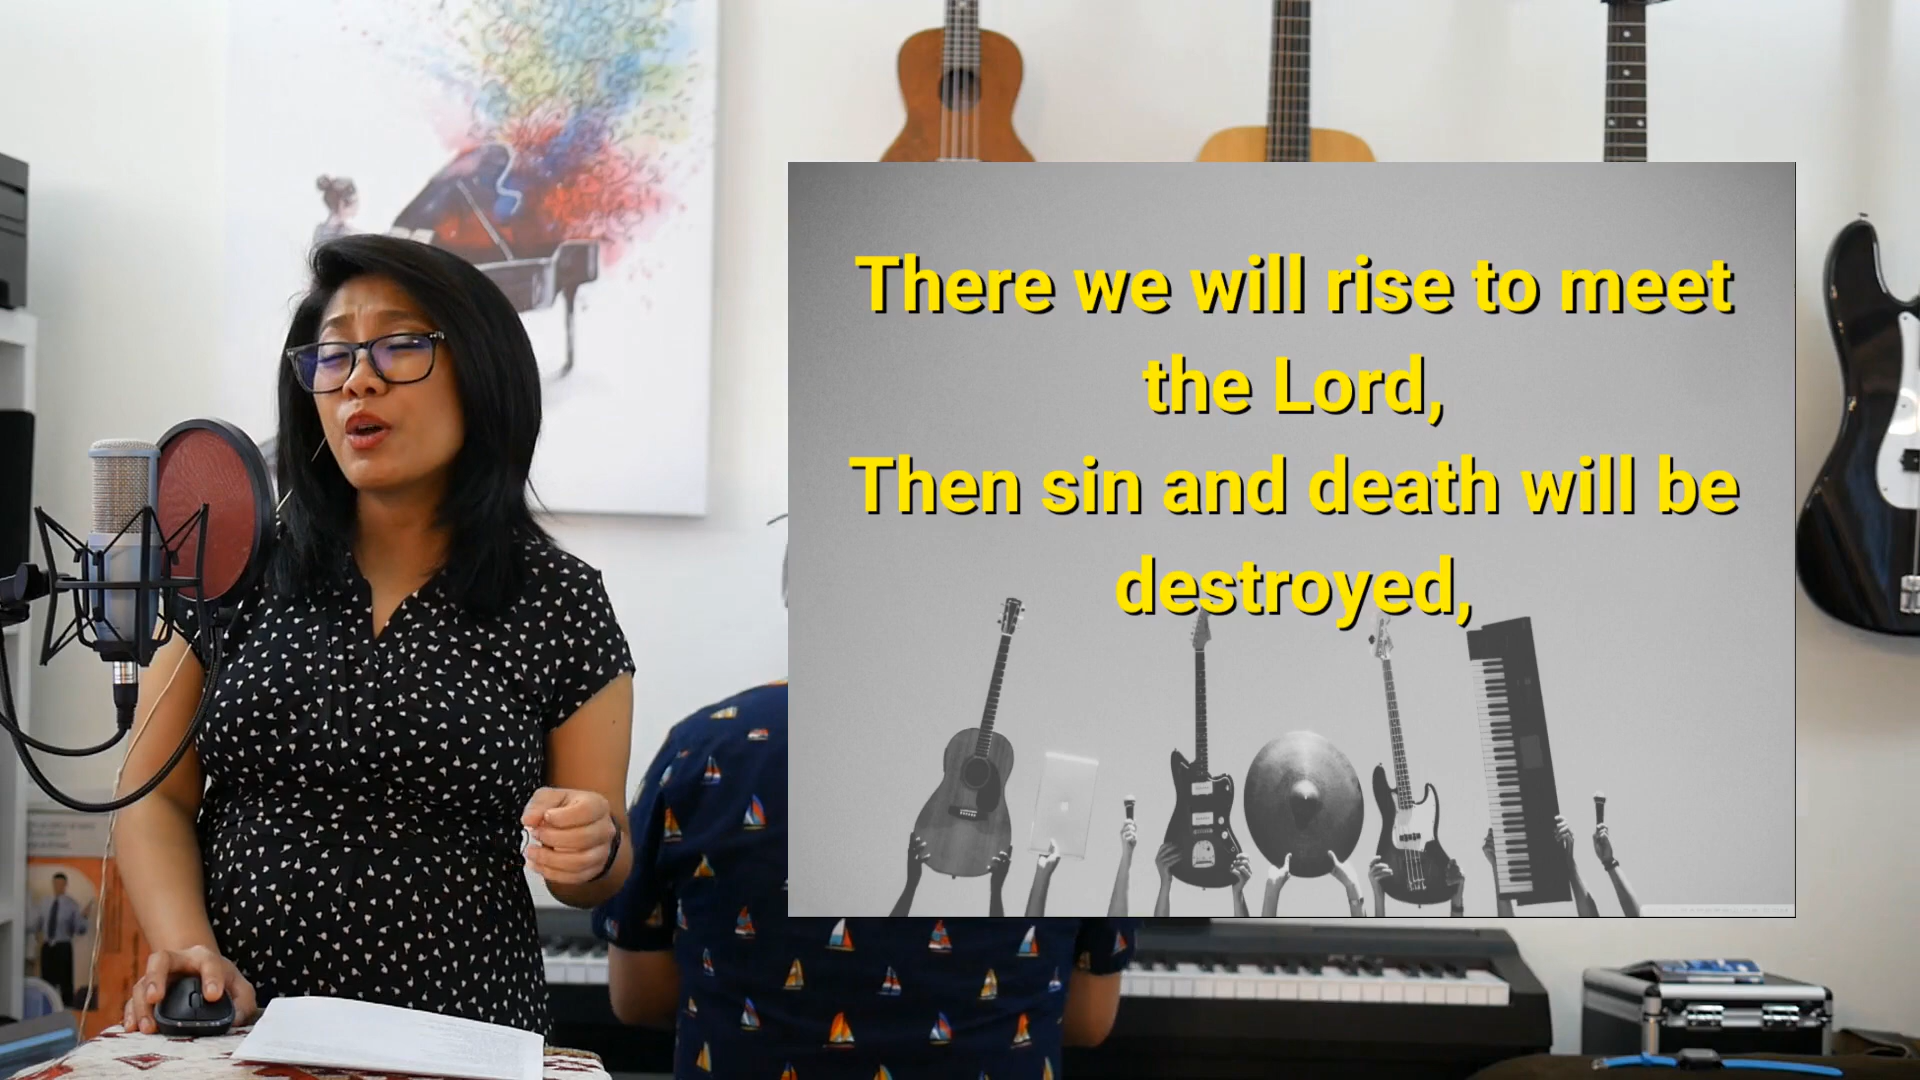 There we will rise to meet
the Lord,
Then sin and death will be
destroyed,